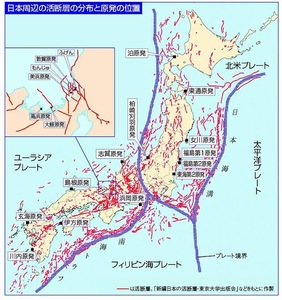 日本周辺の活断層の分布と原発の位置
ふげん
敦賀原発
もんじゅ
美浜原発
高浜原発
大飯原発
泊原発
北米プレート
東通原発
柏崎刈羽原発
女川原発
福島第1原発
福島第2原発
東海第2原発
志賀原発
日本海溝
太平洋プレート
ユーラシア
プレート
島根原発
浜岡原発
玄海原発
伊方原発
川内原発
南海トラフ
フィリピン海プレート
プレート境界
は活断層。「新編日本の活断層・東京大学出版会」などをもとに作製